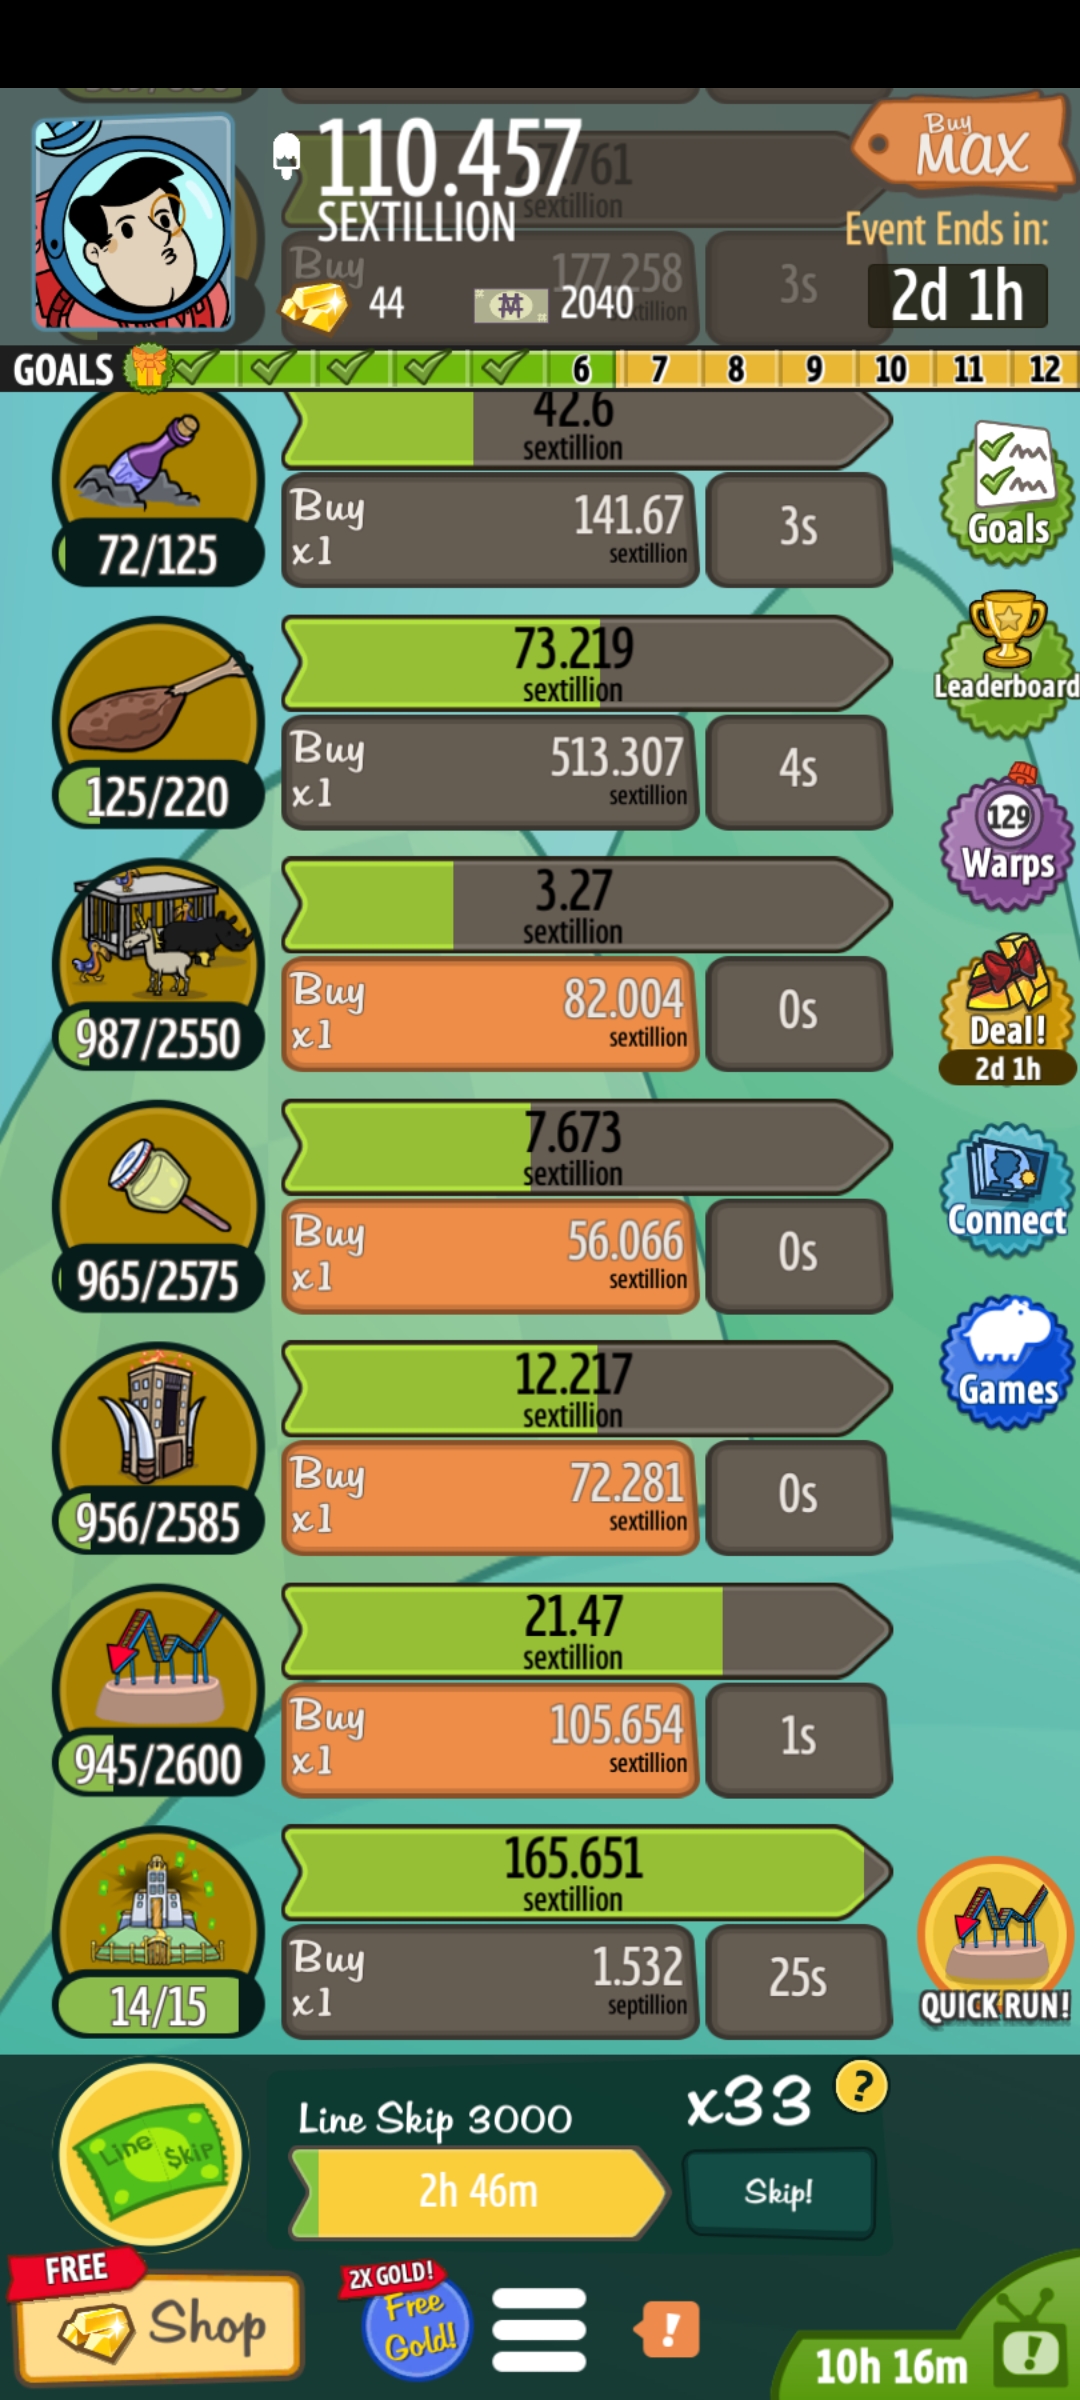 110.457
SEXTILLION
sextillion
Buy
177.258
3s
44
2040
Buy
MAX
Event Ends in:
2d 1h
GOALS
6
7
8
9
10
11
12
42.6
sextillion
Buy
x1
141.67
sextillion
3s
72/125
73.219
sextillion
Buy
x1
513.307
sextillion
4s
125/220
3.27
sextillion
Buy
x1
82.004
sextillion
0s
987/2550
7.673
sextillion
Buy
x1
56.066
sextillion
0s
965/2575
12.217
sextillion
Buy
x1
72.281
sextillion
0s
956/2585
21.47
sextillion
Buy
x1
105.654
sextillion
1s
945/2600
165.651
sextillion
Buy
x1
1.532
septillion
25s
14/15
Goals
Leaderboard
129
Warps
Deal!
2d 1h
Connect
Games
QUICK RUN!
Line $kip
Line Skip 3000
2h 46m
x33
?
Skip!
FREE
Shop
2X GOLD!
Free
Gold!
!
10h 16m
!